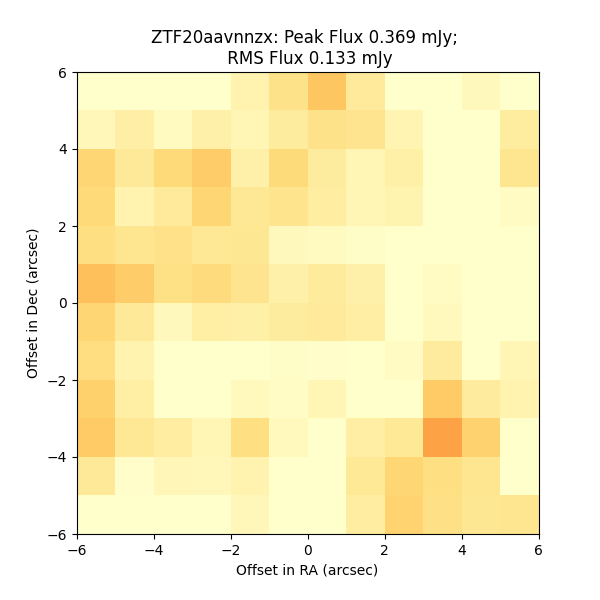 ZTF20aavnnzx: Peak Flux 0.369 mJy;
RMS Flux 0.133 mJy
6
4
2
0
−2
−4
−6
Offset in Dec (arcsec)
−6 −4 −2 0 2 4 6
Offset in RA (arcsec)